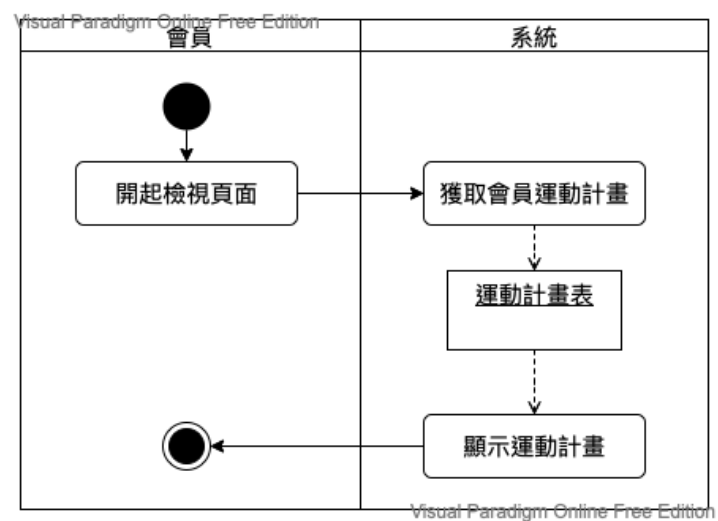 Visual Paradigm Online Free Edition
會員
系統
開起檢視頁面
獲取會員運動計畫
運動計畫表
顯示運動計畫
Visual Paradigm Online Free Edition